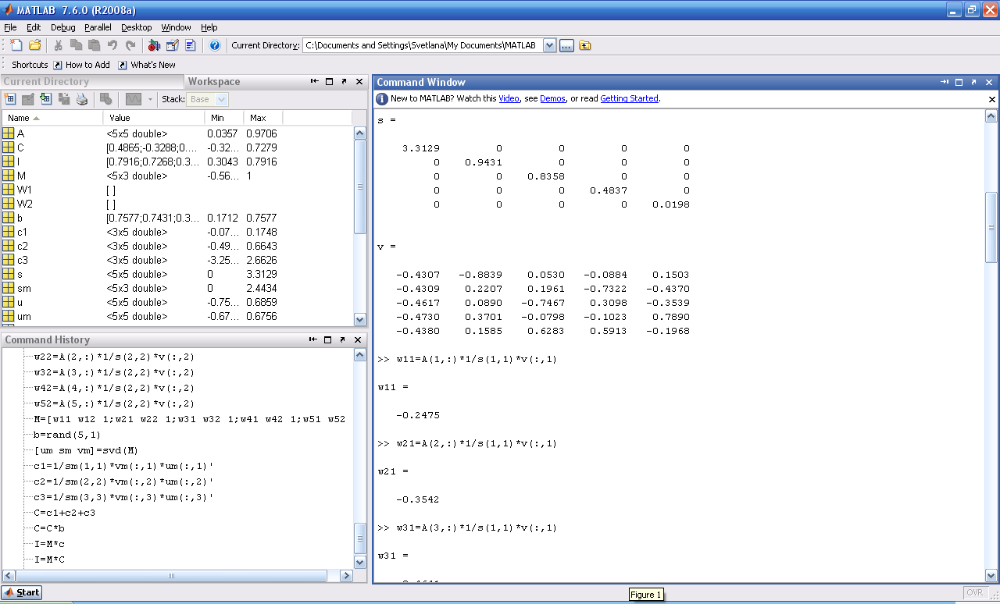 MATLAB 7.6.0 (R2008a)
File Edit Debug Parallel Desktop Window Help
Current Directory: C:\Documents and Settings\Svetlana\My Documents\MATLAB
Shortcuts How to Add What's New
Current Directory Workspace
Stack: Base
Name Value Min Max
A <5x5 double> 0.0357 0.9706
C [0.4865;-0.3288;0.... -0.32... 0.7279
I [0.7916;0.7268;0.3... 0.3043 0.7916
M <5x3 double> -0.56... 1
W1 [ ]
W2 [ ]
b [0.7577;0.7431;0.3... 0.1712 0.7577
c1 <3x5 double> -0.07... 0.1748
c2 <3x5 double> -0.49... 0.6643
c3 <3x5 double> -3.25... 2.6626
s <5x5 double> 0 3.3129
sm <5x3 double> 0 2.4434
u <5x5 double> -0.75... 0.6859
um <5x5 double> -0.67... 0.6756
Command History
w22=A(2,:)*1/s(2,2)*v(:,2)
w32=A(3,:)*1/s(2,2)*v(:,2)
w42=A(4,:)*1/s(2,2)*v(:,2)
w52=A(5,:)*1/s(2,2)*v(:,2)
M=[w11 w12 1;w21 w22 1;w31 w32 1;w41 w42 1;w51 w52
b=rand(5,1)
[um sm vm]=svd(M)
c1=1/sm(1,1)*vm(:,1)*um(:,1)'
c2=1/sm(2,2)*vm(:,2)*um(:,2)'
c3=1/sm(3,3)*vm(:,3)*um(:,3)'
C=c1+c2+c3
C=C*b
I=M*c
I=M*C
Command Window
New to MATLAB? Watch this Video, see Demos, or read Getting Started.
s =
3.3129 0 0 0 0
0 0.9431 0 0 0
0 0 0.8358 0 0
0 0 0 0.4837 0
0 0 0 0 0.0198
v =
-0.4307 -0.8839 0.0530 -0.0884 0.1503
-0.4309 0.2207 0.1961 -0.7322 -0.4370
-0.4617 0.0890 -0.7467 0.3098 -0.3539
-0.4730 0.3701 -0.0798 -0.1023 0.7890
-0.4380 0.1585 0.6283 0.5913 -0.1968
>> w11=A(1,:)*1/s(1,1)*v(:,1)
w11 =
-0.2475
>> w21=A(2,:)*1/s(1,1)*v(:,1)
w21 =
-0.3542
>> w31=A(3,:)*1/s(1,1)*v(:,1)
w31 =
Start
Figure 1
OVR